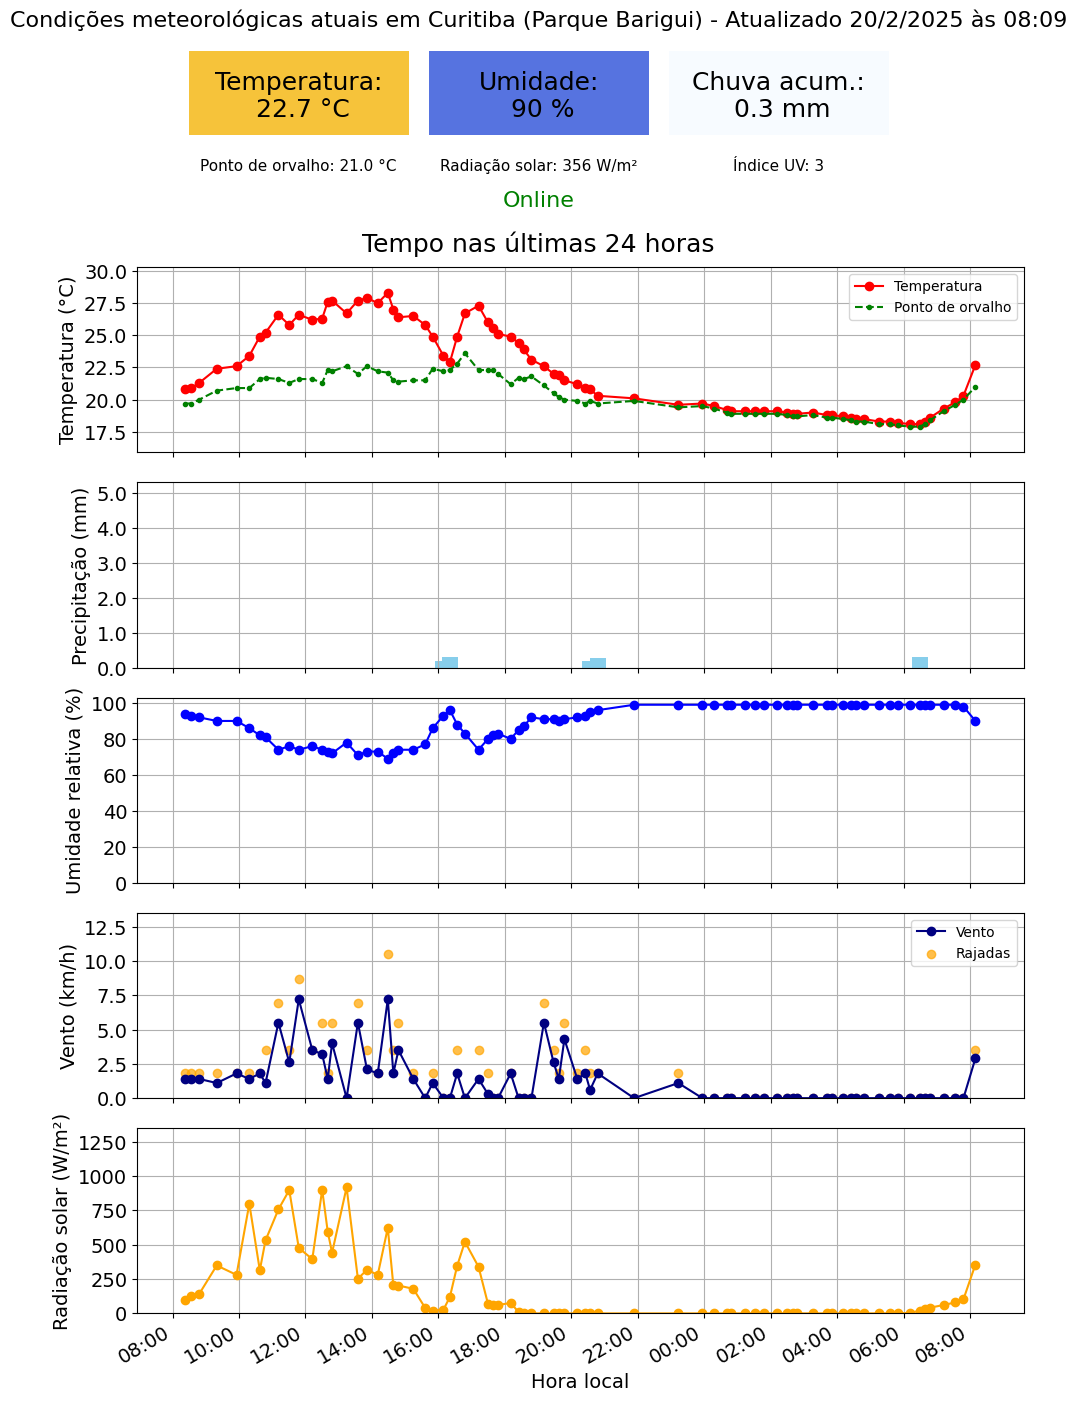 Condições meteorológicas atuais em Curitiba (Parque Barigui) - Atualizado 20/2/2025 às 08:09
Temperatura:
22.7 °C
Umidade:
90 %
Chuva acum.:
0.3 mm
Ponto de orvalho: 21.0 °C
Radiação solar: 356 W/m²
Índice UV: 3
Online
Tempo nas últimas 24 horas
Temperatura (°C)
30.0
27.5
25.0
22.5
20.0
17.5
Temperatura
Ponto de orvalho
Precipitação (mm)
5.0
4.0
3.0
2.0
1.0
0.0
Umidade relativa (%)
100
80
60
40
20
0
Vento (km/h)
12.5
10.0
7.5
5.0
2.5
0.0
Vento
Rajadas
Radiação solar (W/m²)
1250
1000
750
500
250
0
08:00
10:00
12:00
14:00
16:00
18:00
20:00
22:00
00:00
02:00
04:00
06:00
08:00
Hora local